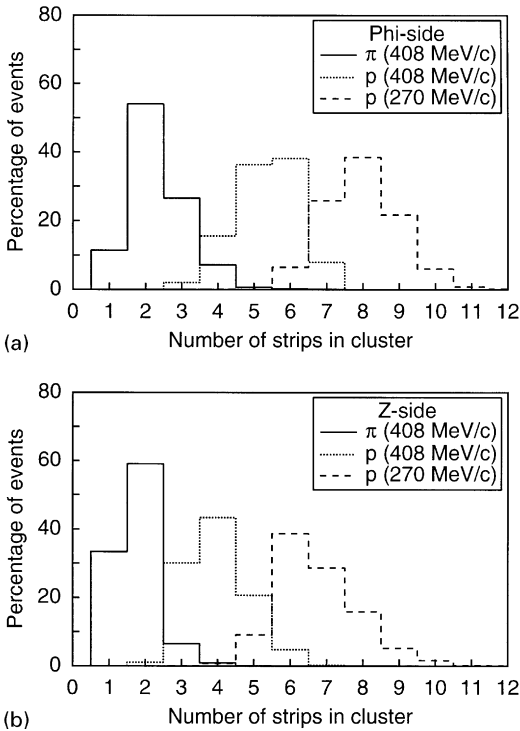 80
60
40
20
0
Percentage of events
Phi-side
π (408 MeV/c)
p (408 MeV/c)
p (270 MeV/c)
0 1 2 3 4 5 6 7 8 9 10 11 12
Number of strips in cluster
(a)
80
60
40
20
0
Percentage of events
Z-side
π (408 MeV/c)
p (408 MeV/c)
p (270 MeV/c)
0 1 2 3 4 5 6 7 8 9 10 11 12
Number of strips in cluster
(b)